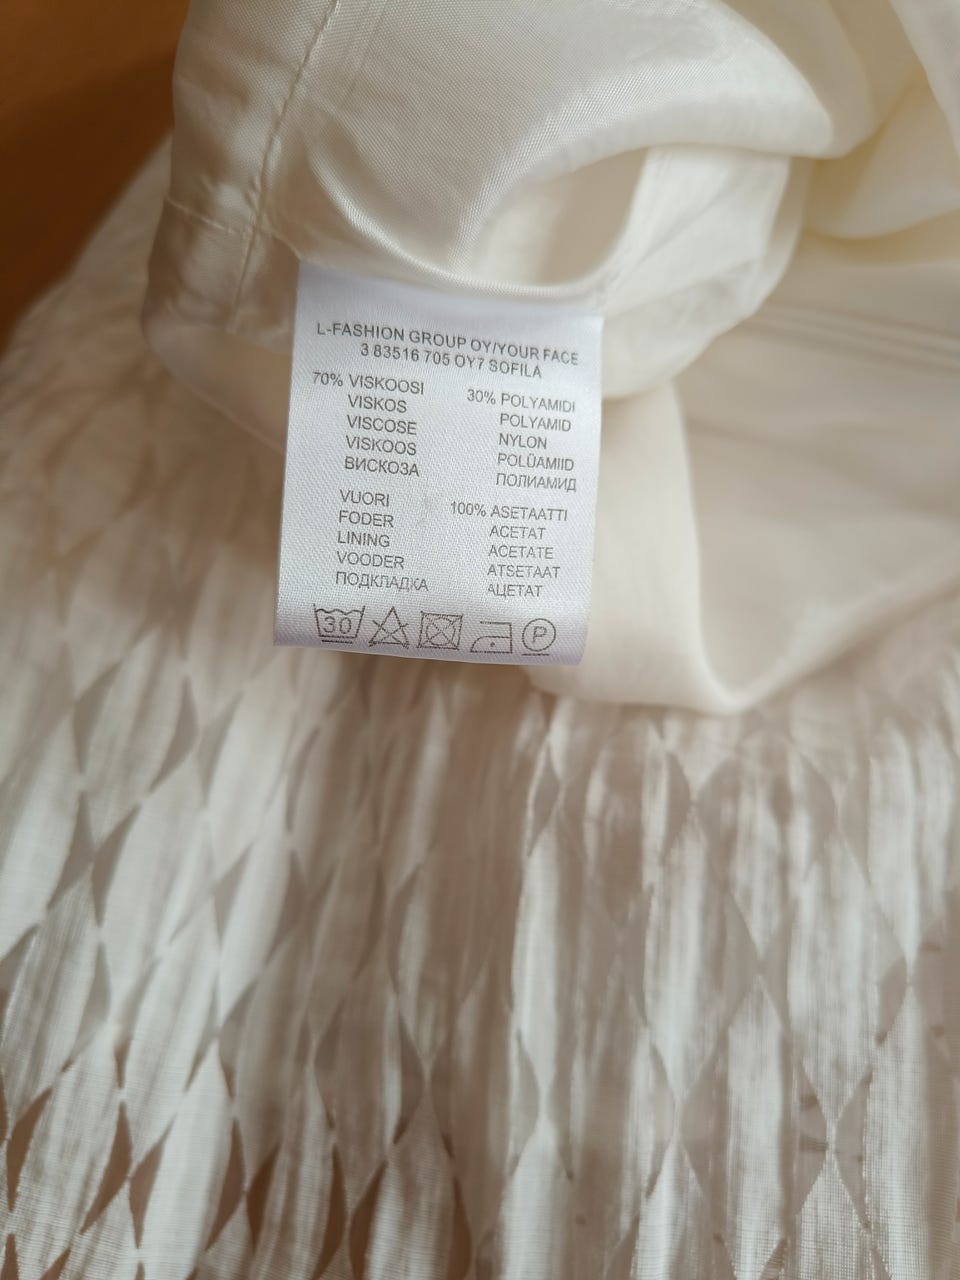 L-FASHION GROUP OY/YOUR FACE
3 83516 705 OY7 SOFILA
70% VISKOOSI
VISKOS
VISCOSE
VISKOOS
ВИСКОЗА
30% POLYAMIDI
POLYAMID
NYLON
POLÜAMIID
ПОЛИАМИД
VUORI
FODER
LINING
VOODER
ПОДКЛАДКА
100% ASETAATTI
ACETAT
ACETATE
ATSETAAT
АЦЕТАТ
30
P